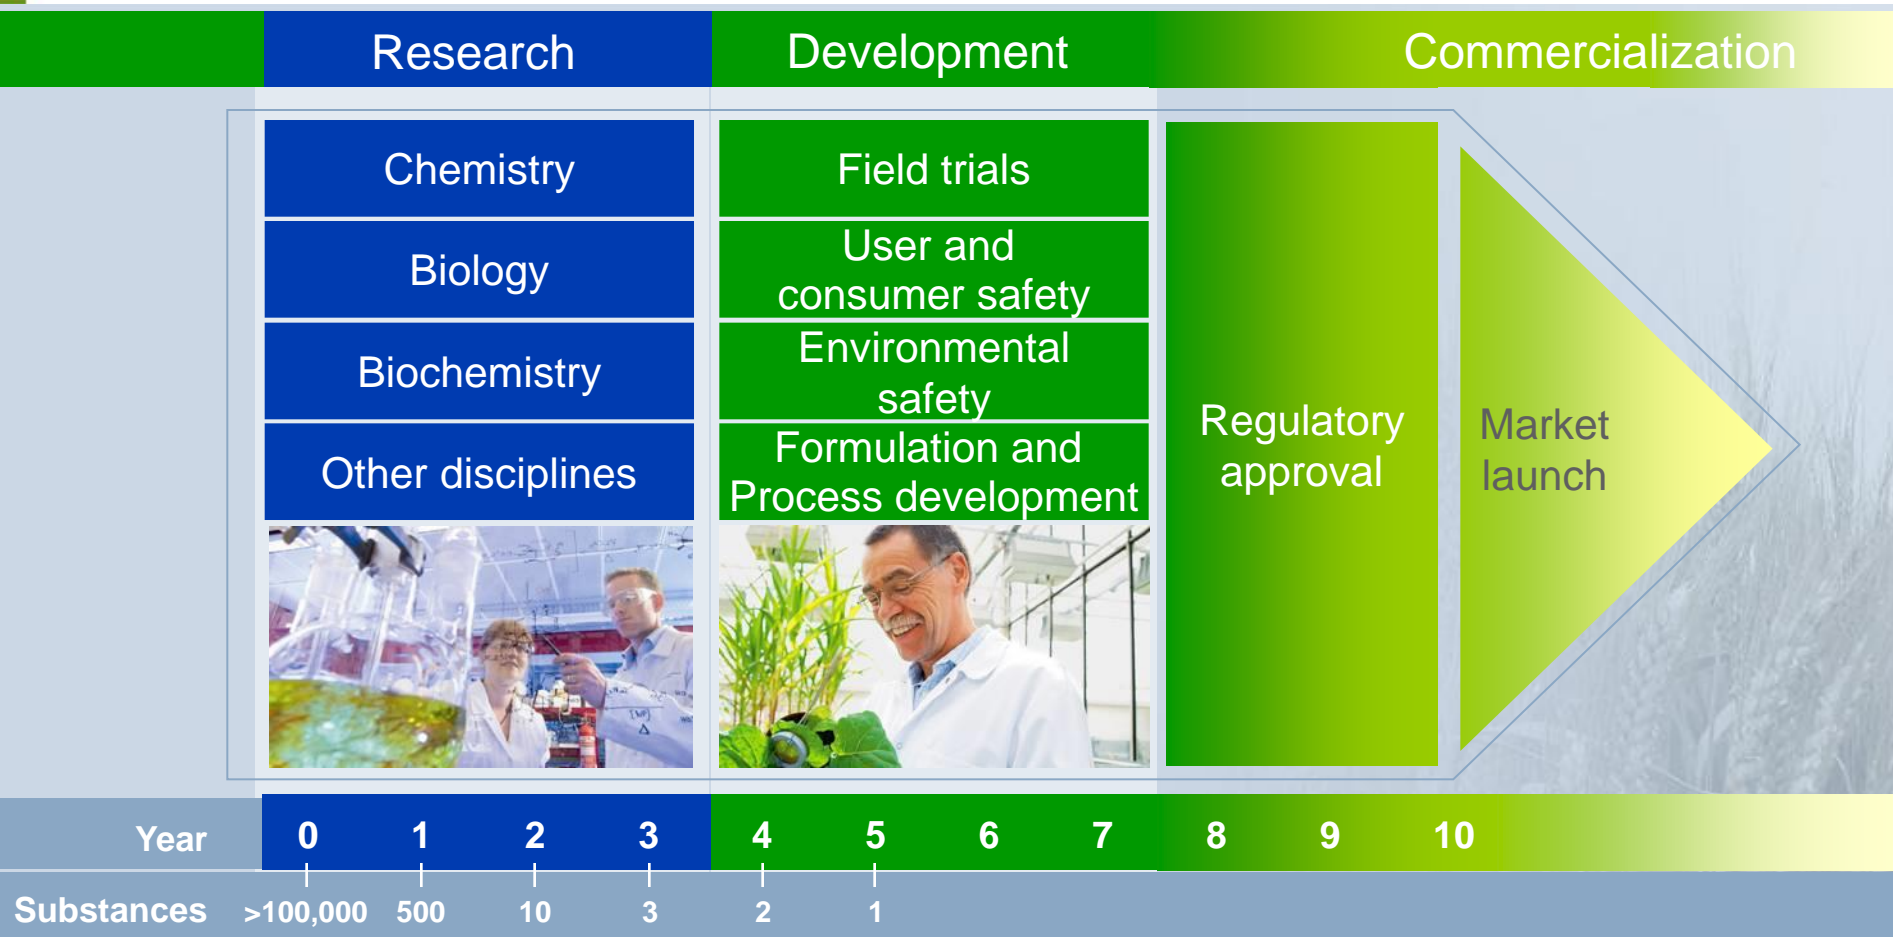 Research
Development
Commercialization
Chemistry
Biology
Biochemistry
Other disciplines
Field trials
User and
consumer safety
Environmental
safety
Formulation and
Process development
Regulatory
approval
Market
launch
Year 0 1 2 3 4 5 6 7 8 9 10
Substances >100,000 500 10 3 2 1